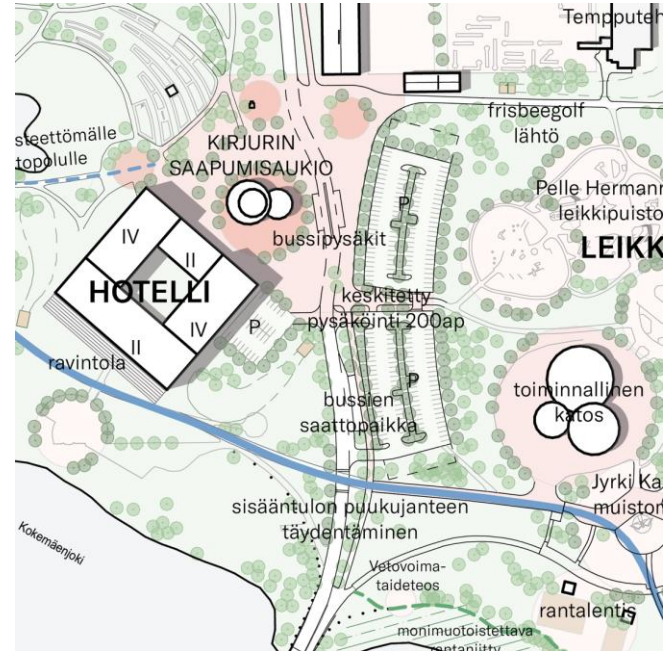 Tempputeh
frisbeegolf
lähtö
KIRJURIN
SAAPUMISAUKIO
steettömälle
topolulle
Pelle Hermann
leikkipuisto
LEIKK
IV
II
HOTELLI
IV
II
P
P
bussipysäkit
keskitetty
pysäköinti 200ap
P
ravintola
bussien
saattopaikka
toiminnallinen
katos
Jyrki Ka
muistom
sisääntulon puukujanteen
täydentäminen
Kokemäenjoki
Vetovoima-
taideteos
rantalentis
monimuotoistettava
rantaniitty
I